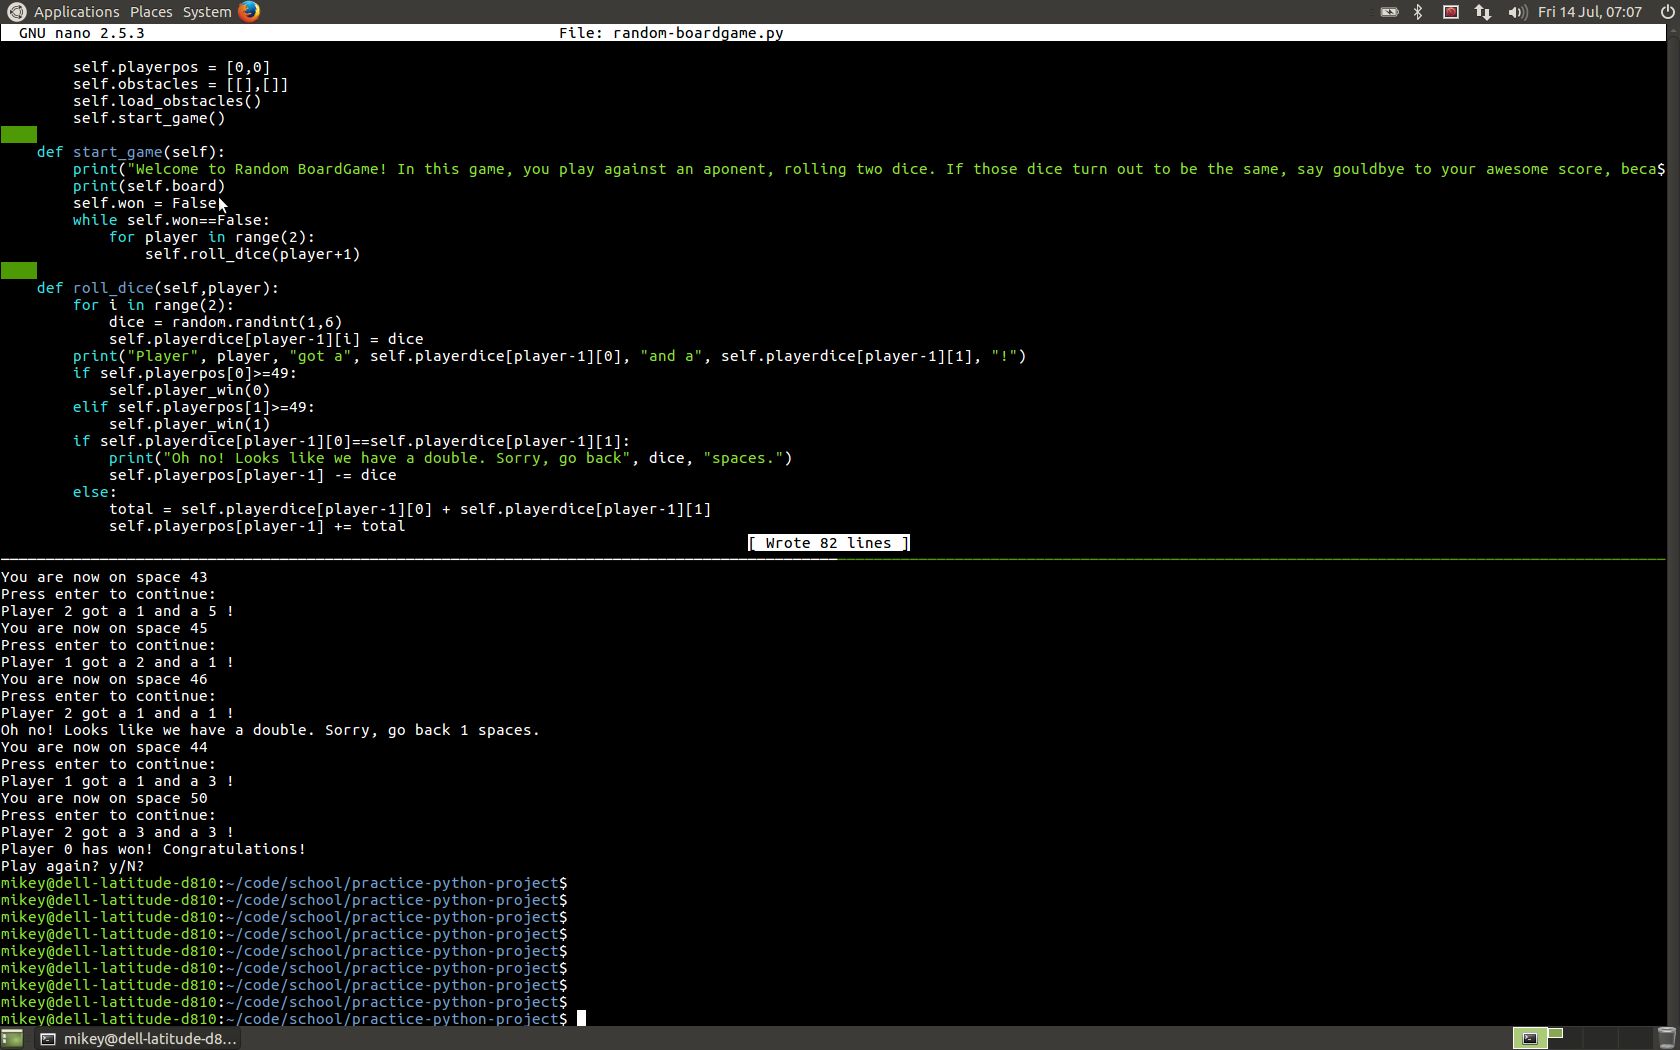 Applications Places System Fri 14 Jul, 07:07
GNU nano 2.5.3 File: random-boardgame.py
self.playerpos = [0,0]
self.obstacles = [[],[]]
self.load_obstacles()
self.start_game()
def start_game(self):
print("Welcome to Random BoardGame! In this game, you play against an aponent, rolling two dice. If those dice turn out to be the same, say gouldbye to your awesome score, beca$
print(self.board)
self.won = False
while self.won==False:
for player in range(2):
self.roll_dice(player+1)
def roll_dice(self,player):
for i in range(2):
dice = random.randint(1,6)
self.playerdice[player-1][i] = dice
print("Player", player, "got a", self.playerdice[player-1][0], "and a", self.playerdice[player-1][1], "!")
if self.playerpos[0]>=49:
self.player_win(0)
elif self.playerpos[1]>=49:
self.player_win(1)
if self.playerdice[player-1][0]==self.playerdice[player-1][1]:
print("Oh no! Looks like we have a double. Sorry, go back", dice, "spaces.")
self.playerpos[player-1] -= dice
else:
total = self.playerdice[player-1][0] + self.playerdice[player-1][1]
self.playerpos[player-1] += total
[ Wrote 82 lines ]
You are now on space 43
Press enter to continue:
Player 2 got a 1 and a 5 !
You are now on space 45
Press enter to continue:
Player 1 got a 2 and a 1 !
You are now on space 46
Press enter to continue:
Player 2 got a 1 and a 1 !
Oh no! Looks like we have a double. Sorry, go back 1 spaces.
You are now on space 44
Press enter to continue:
Player 1 got a 1 and a 3 !
You are now on space 50
Press enter to continue:
Player 2 got a 3 and a 3 !
Player 0 has won! Congratulations!
Play again? y/N?
mikey@dell-latitude-d810:~/code/school/practice-python-project$
mikey@dell-latitude-d810:~/code/school/practice-python-project$
mikey@dell-latitude-d810:~/code/school/practice-python-project$
mikey@dell-latitude-d810:~/code/school/practice-python-project$
mikey@dell-latitude-d810:~/code/school/practice-python-project$
mikey@dell-latitude-d810:~/code/school/practice-python-project$
mikey@dell-latitude-d810:~/code/school/practice-python-project$
mikey@dell-latitude-d810:~/code/school/practice-python-project$
mikey@dell-latitude-d810:~/code/school/practice-python-project$
mikey@dell-latitude-d8...